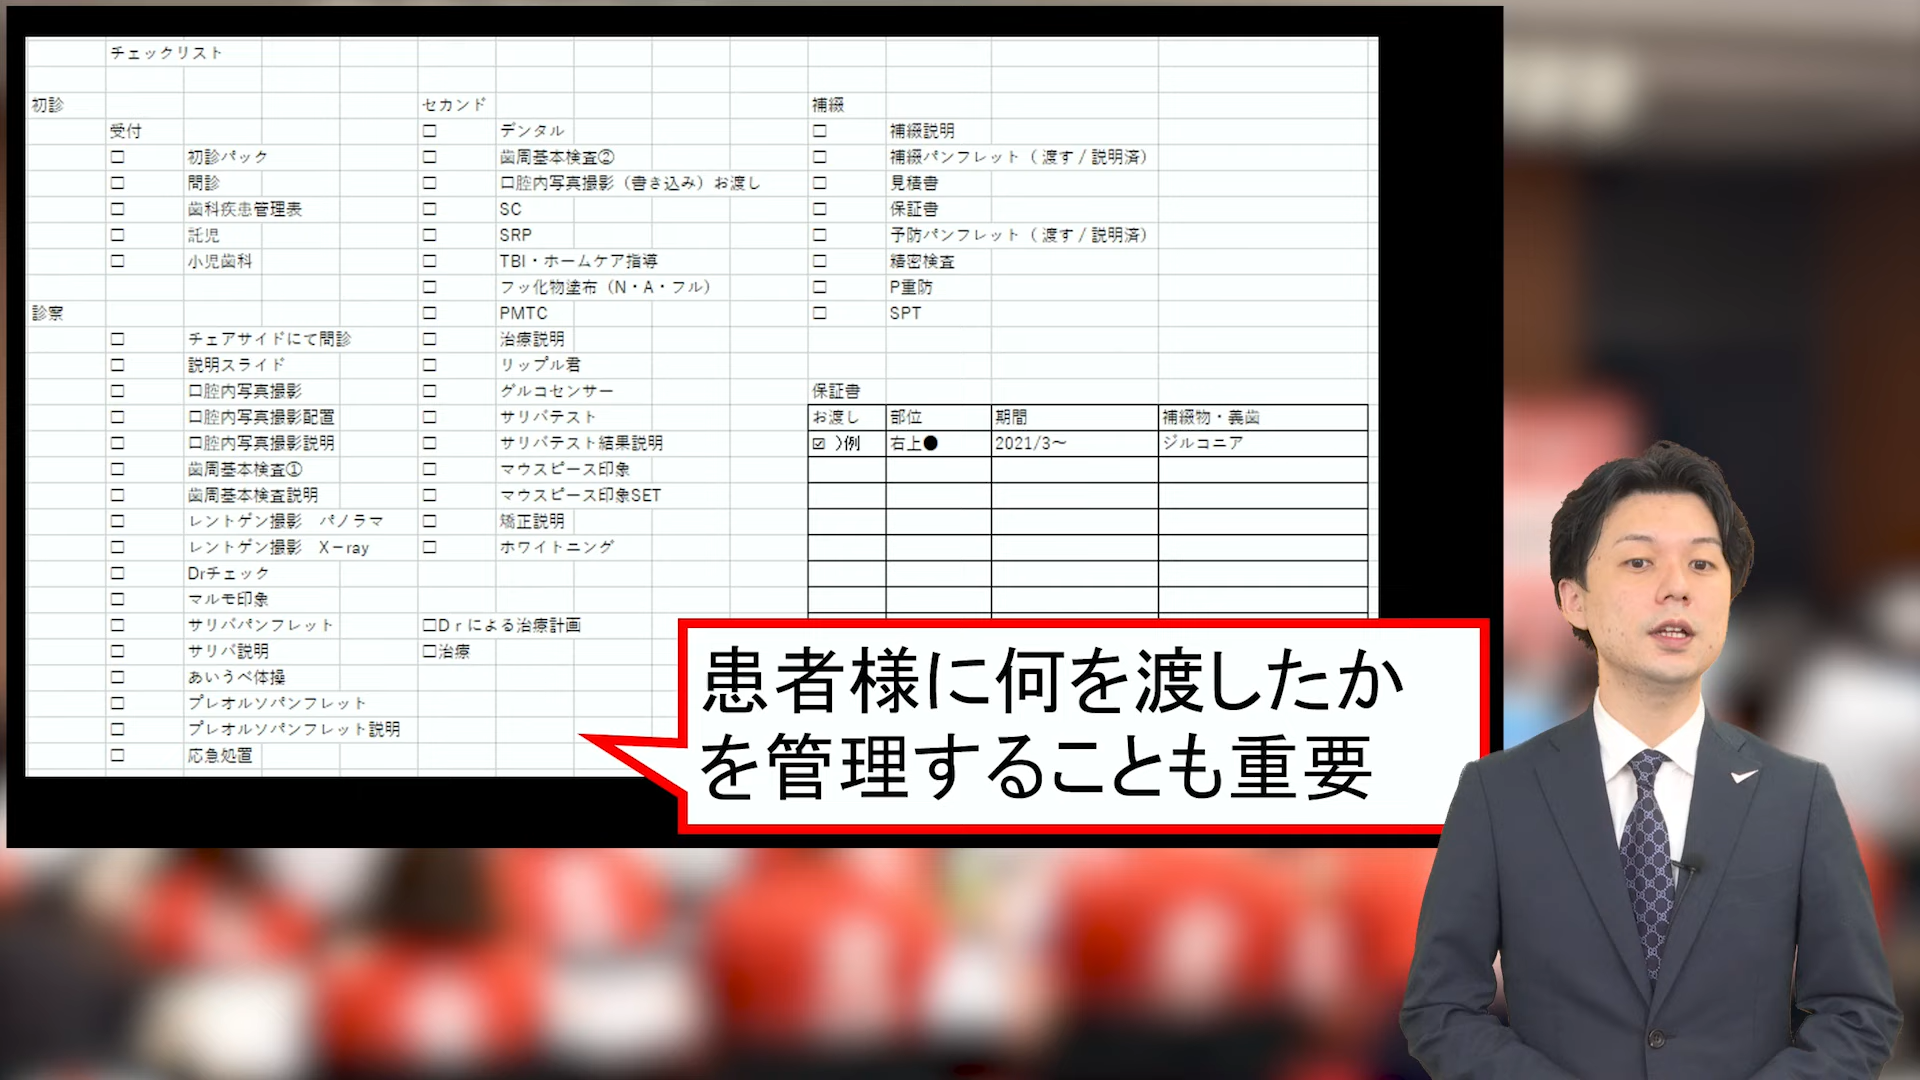 チェックリスト
初診
受付
□ 初診パック
□ 問診
□ 歯科疾患管理表
□ 託児
□ 小児歯科
診察
□ チェアサイドにて問診
□ 説明スライド
□ 口腔内写真撮影
□ 口腔内写真撮影配置
□ 口腔内写真撮影説明
□ 歯周基本検査①
□ 歯周基本検査説明
□ レントゲン撮影　パノラマ
□ レントゲン撮影　X－ray
□ Drチェック
□ マルモ印象
□ サリバパンフレット
□ サリバ説明
□ あいうべ体操
□ プレオルソパンフレット
□ プレオルソパンフレット説明
□ 応急処置
セカンド
□ デンタル
□ 歯周基本検査②
□ 口腔内写真撮影（書き込み）お渡し
□ SC
□ SRP
□ TBI・ホームケア指導
□ フッ化物塗布（N・A・フル）
□ PMTC
□ 治療説明
□ リップル君
□ グルコセンサー
□ サリバテスト
□ サリバテスト結果説明
□ マウスピース印象
□ マウスピース印象SET
□ 矯正説明
□ ホワイトニング
□Ｄｒによる治療計画
□治療
補綴
□ 補綴説明
□ 補綴パンフレット（ 渡す / 説明済）
□ 見積書
□ 保証書
□ 予防パンフレット（ 渡す / 説明済）
□ 精密検査
□ P重防
□ SPT
保証書
お渡し 部位 期間 補綴物・義歯
☑ 〉例 右上● 2021/3～ ジルコニア
患者様に何を渡したか
を管理することも重要